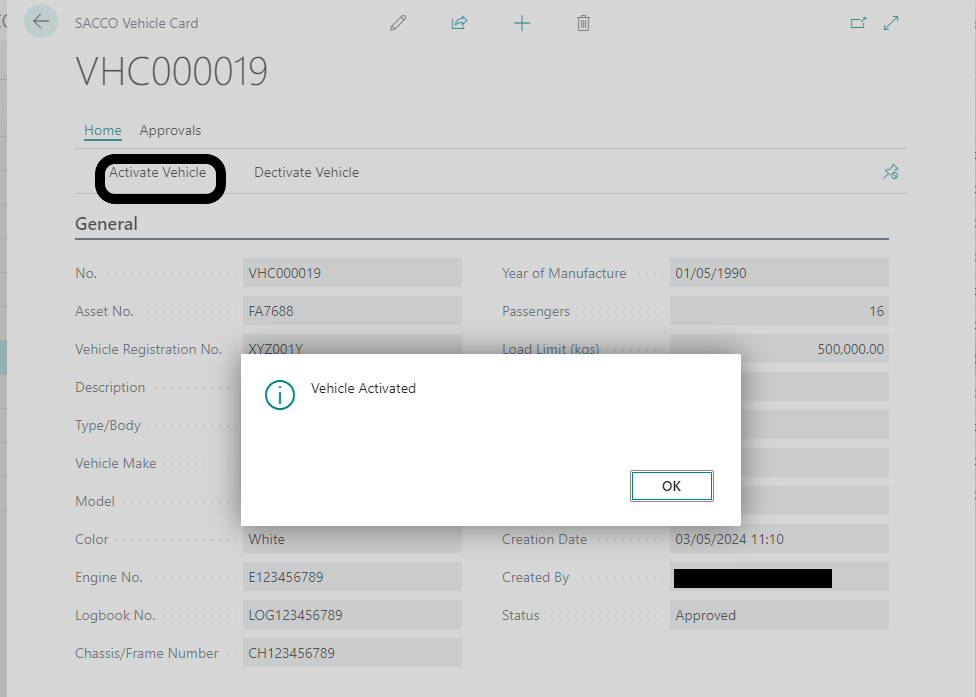 SACCO Vehicle Card
VHC000019
Home Approvals
Activate Vehicle Dectivate Vehicle
General
No. VHC000019 Year of Manufacture 01/05/1990
Asset No. FA7688 Passengers 16
Vehicle Registration No. XYZ001Y Load Limit (kgs) 500,000.00
Description
Vehicle Activated
Type/Body
Vehicle Make
OK
Model
Color White Creation Date 03/05/2024 11:10
Engine No. E123456789 Created By
Logbook No. LOG123456789 Status Approved
Chassis/Frame Number CH123456789